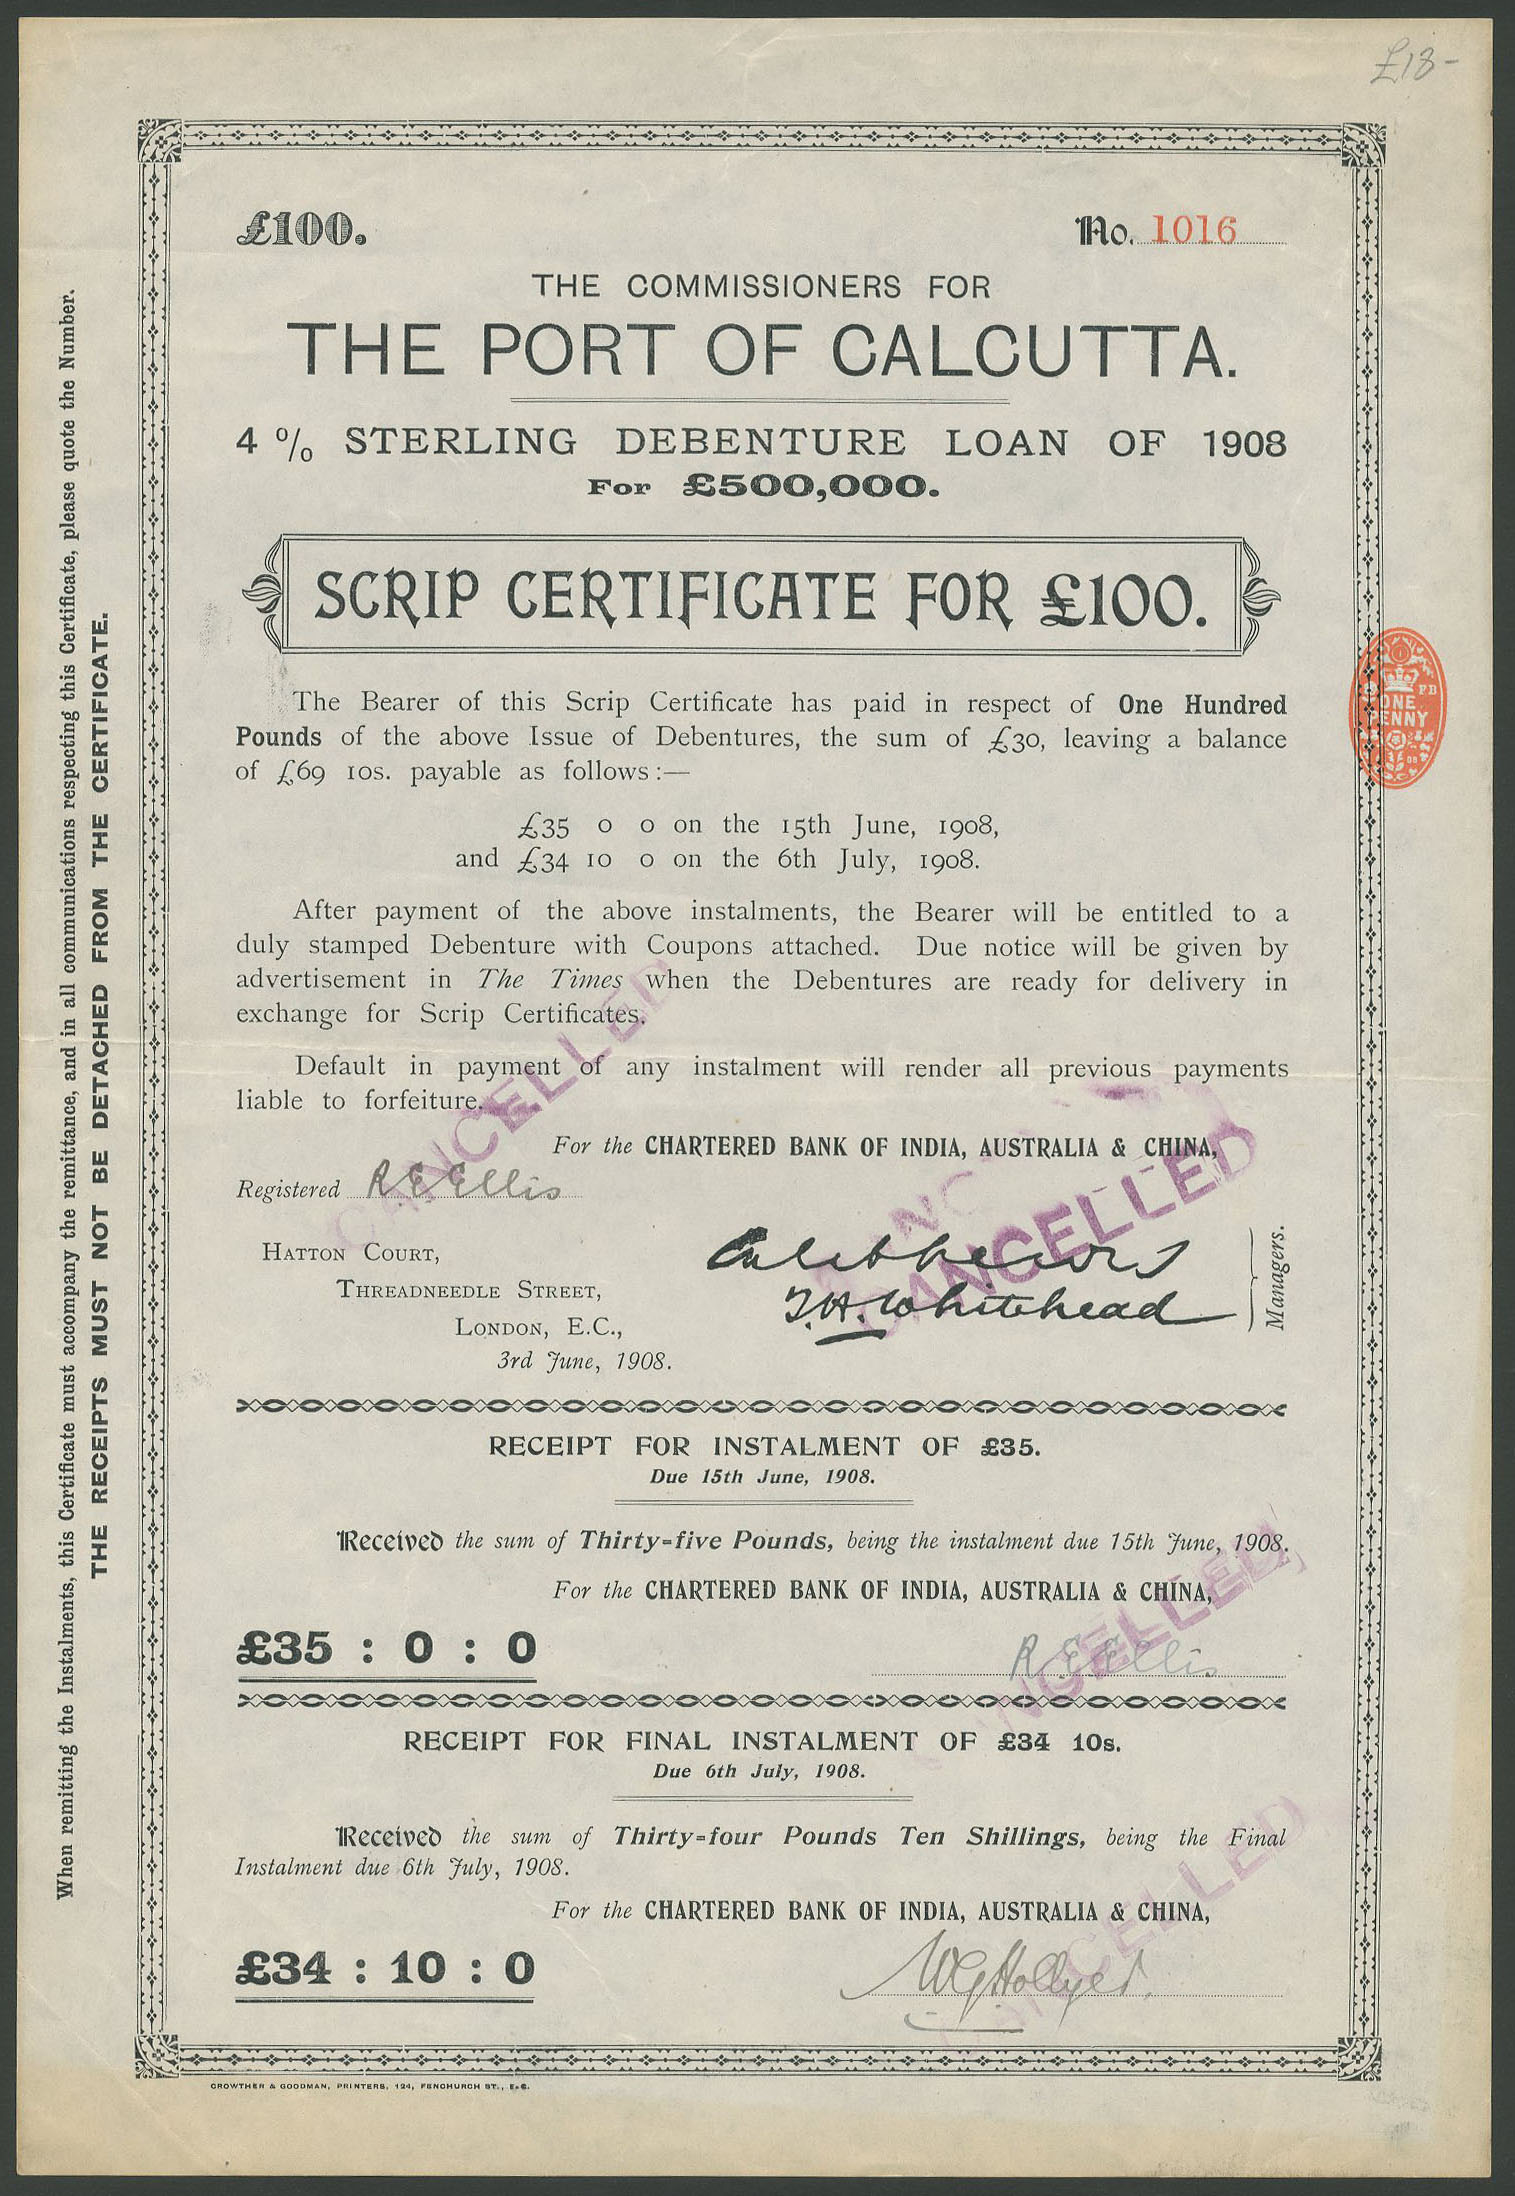 £18-
£100.
No. 1016
THE COMMISSIONERS FOR
THE PORT OF CALCUTTA.
4 % STERLING DEBENTURE LOAN OF 1908
For £500,000.
SCRIP CERTIFICATE FOR £100.
The Bearer of this Scrip Certificate has paid in respect of One Hundred
Pounds of the above Issue of Debentures, the sum of £30, leaving a balance
of £69 10s. payable as follows:—
£35 0 0 on the 15th June, 1908,
and £34 10 0 on the 6th July, 1908.
After payment of the above instalments, the Bearer will be entitled to a
duly stamped Debenture with Coupons attached. Due notice will be given by
advertisement in The Times when the Debentures are ready for delivery in
exchange for Scrip Certificates.
Default in payment of any instalment will render all previous payments
liable to forfeiture.
For the CHARTERED BANK OF INDIA, AUSTRALIA & CHINA,
Registered R E Ellis
HATTON COURT,
THREADNEEDLE STREET,
LONDON, E.C.,
3rd June, 1908.
T.H. Whitehead
Managers.
CANCELLED
CANCELLED
RECEIPT FOR INSTALMENT OF £35.
Due 15th June, 1908.
Received the sum of Thirty-five Pounds, being the instalment due 15th June, 1908.
For the CHARTERED BANK OF INDIA, AUSTRALIA & CHINA,
£35 : 0 : 0
R E Ellis
CANCELLED
RECEIPT FOR FINAL INSTALMENT OF £34 10s.
Due 6th July, 1908.
Received the sum of Thirty-four Pounds Ten Shillings, being the Final
Instalment due 6th July, 1908.
For the CHARTERED BANK OF INDIA, AUSTRALIA & CHINA,
£34 : 10 : 0
W G Hollyer
CANCELLED
CROWTHER & GOODMAN, PRINTERS, 124, FENCHURCH ST., E.C.
When remitting the Instalments, this Certificate must accompany the remittance, and in all communications respecting this Certificate, please quote the Number.
THE RECEIPTS MUST NOT BE DETACHED FROM THE CERTIFICATE.
ONE
PENNY